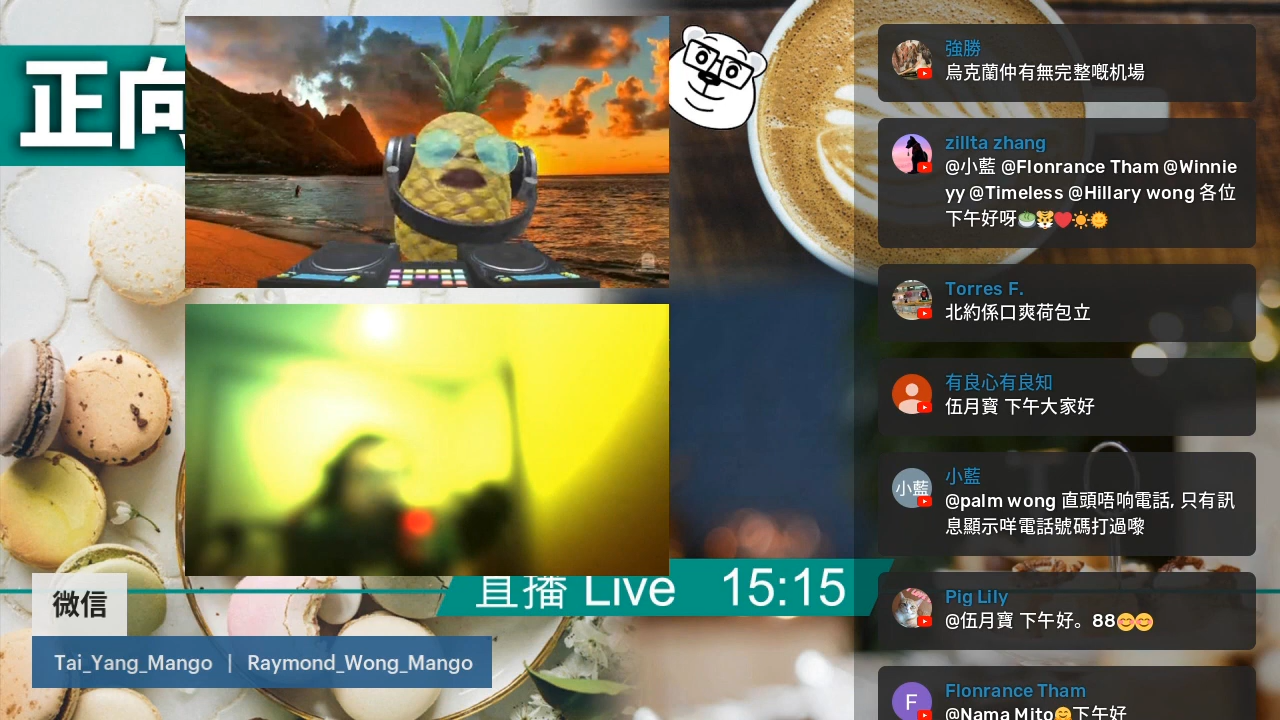 正向
強勝
烏克蘭仲有無完整嘅机場
zillta zhang
@小藍 @Flonrance Tham @Winnie
yy @Timeless @Hillary wong 各位
下午好呀🍵🐯❤️☀🌞
Torres F.
北約係口爽荷包立
有良心有良知
伍月寶 下午大家好
小藍
小藍
@palm wong 直頭唔响電話, 只有訊
息顯示咩電話號碼打過嚟
Pig Lily
@伍月寶 下午好。88😊😊
F
Flonrance Tham
@Nama Mito😊下午好
直播 Live 15:15
微信
Tai_Yang_Mango | Raymond_Wong_Mango